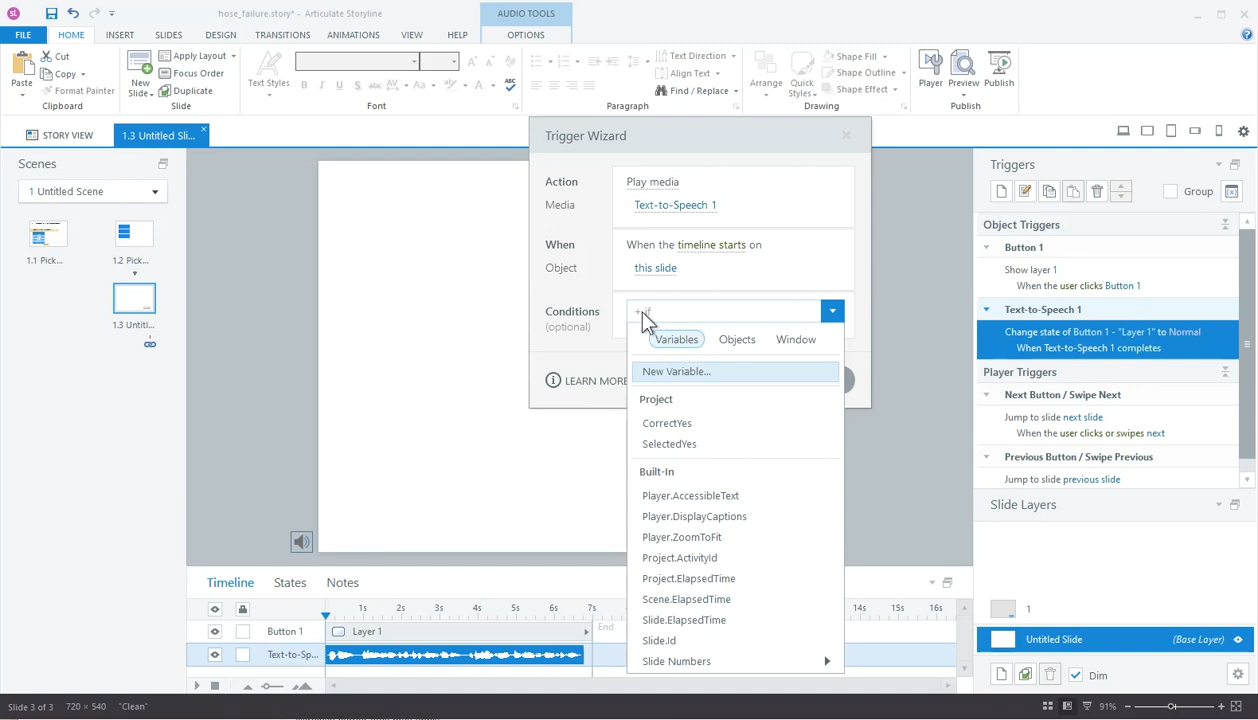 hose_failure.story* - Articulate Storyline
AUDIO TOOLS
FILE
HOME
INSERT
SLIDES
DESIGN
TRANSITIONS
ANIMATIONS
VIEW
HELP
OPTIONS
Paste
Cut
Copy
Format Painter
Clipboard
New Slide
Apply Layout
Focus Order
Duplicate
Slide
Text Styles
B I U abc AV Aa A
Font
Text Direction
Align Text
Find / Replace
Paragraph
Arrange
Quick Styles
Shape Fill
Shape Outline
Shape Effect
Drawing
Player
Preview
Publish
Publish
STORY VIEW
1.3 Untitled Sli...
Scenes
1 Untitled Scene
1.1 Pick...
1.2 Pick...
1.3 Untitl...
Trigger Wizard
Action
Play media
Media
Text-to-Speech 1
When
When the timeline starts on
Object
this slide
Conditions
(optional)
+ if
LEARN MORE
Variables
Objects
Window
New Variable...
Project
CorrectYes
SelectedYes
Built-In
Player.AccessibleText
Player.DisplayCaptions
Player.ZoomToFit
Project.ActivityId
Project.ElapsedTime
Scene.ElapsedTime
Slide.ElapsedTime
Slide.Id
Slide Numbers
Triggers
Group
Object Triggers
Button 1
Show layer 1
When the user clicks Button 1
Text-to-Speech 1
Change state of Button 1 - "Layer 1" to Normal
When Text-to-Speech 1 completes
Player Triggers
Next Button / Swipe Next
Jump to slide next slide
When the user clicks or swipes next
Previous Button / Swipe Previous
Jump to slide previous slide
Slide Layers
1
Untitled Slide
(Base Layer)
Dim
Timeline
States
Notes
1s 2s 3s 4s 5s 6s 7s 14s 15s 16s
Button 1
Layer 1
End
Text-to-Sp...
Slide 3 of 3
720 × 540
"Clean"
91%